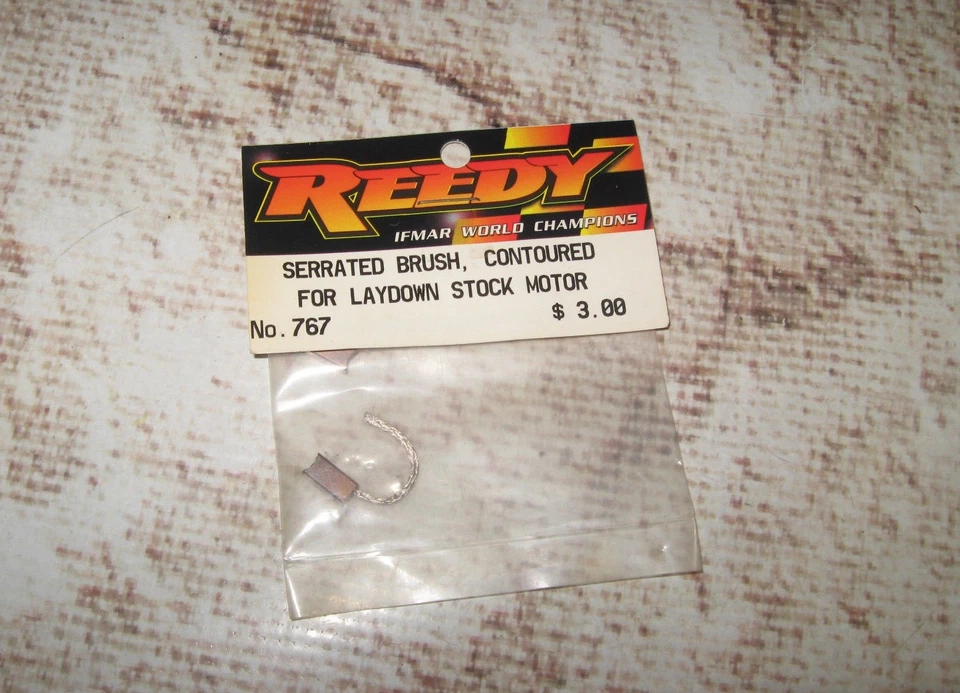 REEDY
IFMAR WORLD CHAMPIONS
SERRATED BRUSH, CONTOURED
FOR LAYDOWN STOCK MOTOR
$ 3.00
No. 767